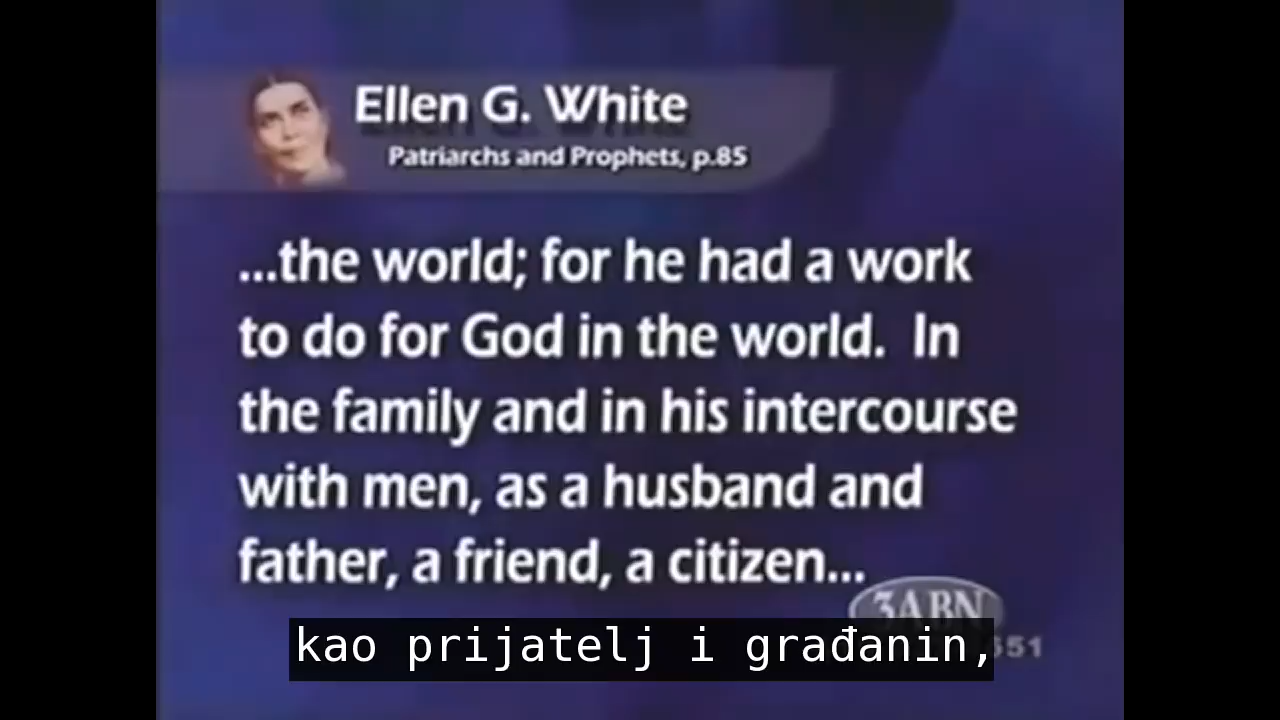 Ellen G. White
Patriarchs and Prophets, p.85
...the world; for he had a work
to do for God in the world. In
the family and in his intercourse
with men, as a husband and
father, a friend, a citizen...
3ABN
kao prijatelj i građanin,